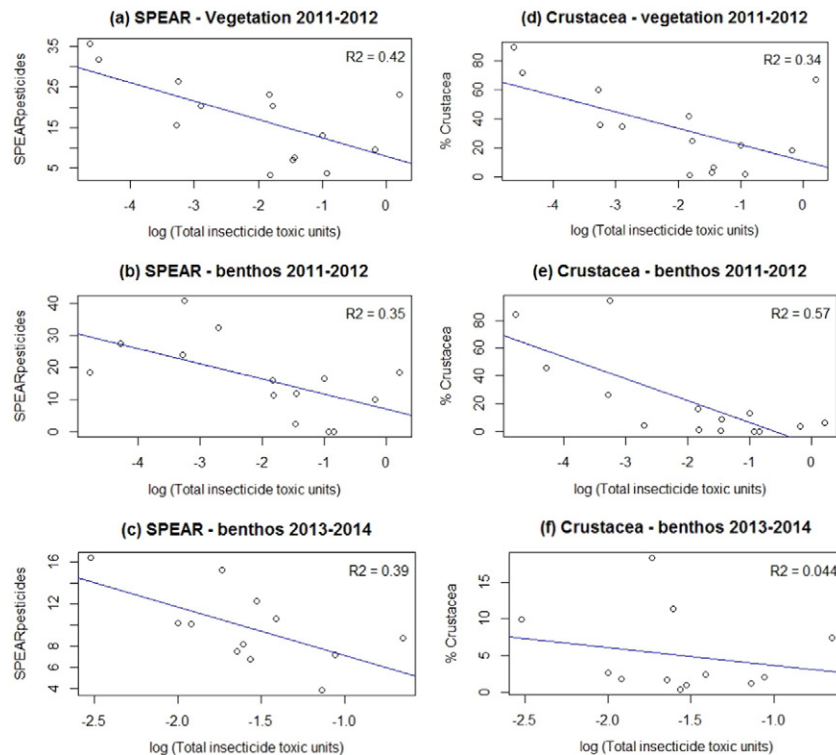 (a) SPEAR - Vegetation 2011-2012
R2 = 0.42
SPEARpesticides
35
25
15
5
-4 -3 -2 -1 0
log (Total insecticide toxic units)
(d) Crustacea - vegetation 2011-2012
R2 = 0.34
% Crustacea
80
60
40
20
0
-4 -3 -2 -1 0
log (Total insecticide toxic units)
(b) SPEAR - benthos 2011-2012
R2 = 0.35
SPEARpesticides
40
30
20
10
0
-4 -3 -2 -1 0
log (Total insecticide toxic units)
(e) Crustacea - benthos 2011-2012
R2 = 0.57
% Crustacea
80
60
40
20
0
-4 -3 -2 -1 0
log (Total insecticide toxic units)
(c) SPEAR - benthos 2013-2014
R2 = 0.39
SPEARpesticides
16
12
8
6
4
-2.5 -2.0 -1.5 -1.0
log (Total insecticide toxic units)
(f) Crustacea - benthos 2013-2014
R2 = 0.044
% Crustacea
15
10
5
0
-2.5 -2.0 -1.5 -1.0
log (Total insecticide toxic units)